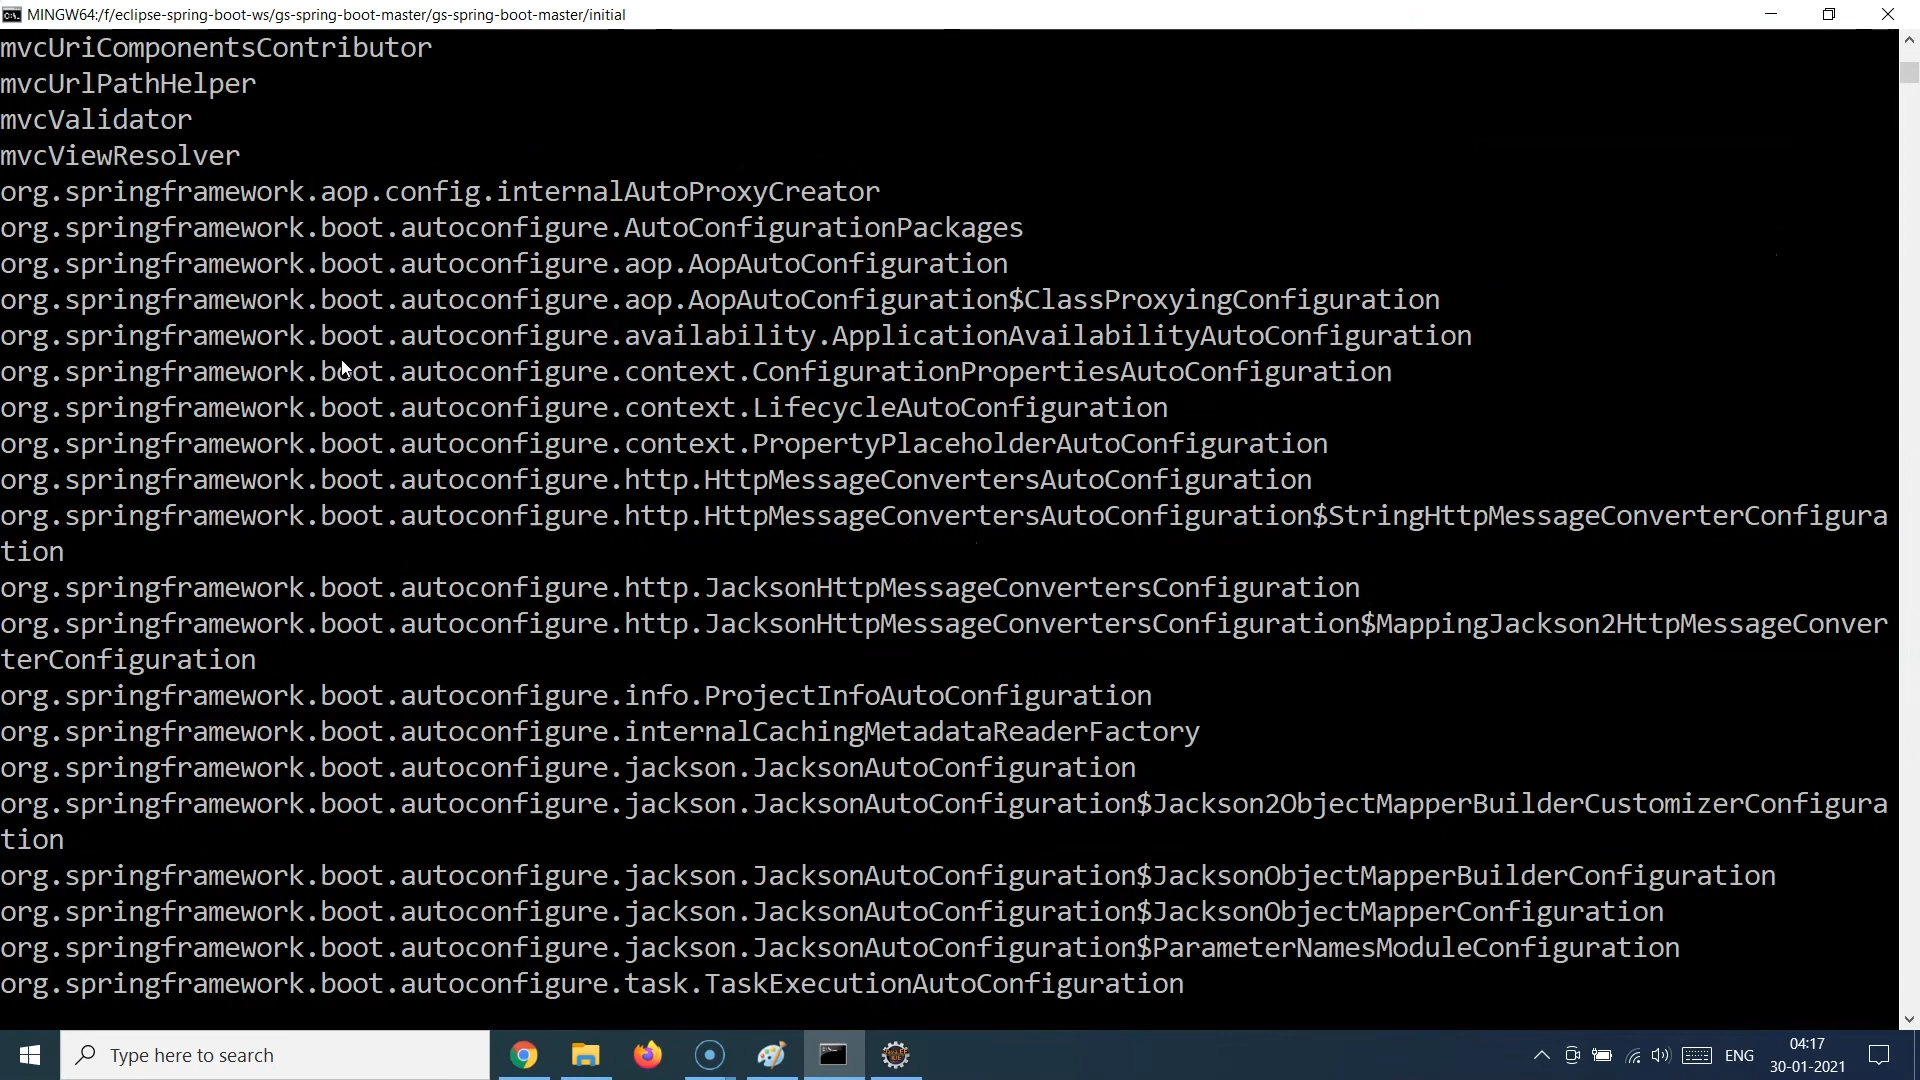 MINGW64:/f/eclipse-spring-boot-ws/gs-spring-boot-master/gs-spring-boot-master/initial
mvcUriComponentsContributor
mvcUrlPathHelper
mvcValidator
mvcViewResolver
org.springframework.aop.config.internalAutoProxyCreator
org.springframework.boot.autoconfigure.AutoConfigurationPackages
org.springframework.boot.autoconfigure.aop.AopAutoConfiguration
org.springframework.boot.autoconfigure.aop.AopAutoConfiguration$ClassProxyingConfiguration
org.springframework.boot.autoconfigure.availability.ApplicationAvailabilityAutoConfiguration
org.springframework.boot.autoconfigure.context.ConfigurationPropertiesAutoConfiguration
org.springframework.boot.autoconfigure.context.LifecycleAutoConfiguration
org.springframework.boot.autoconfigure.context.PropertyPlaceholderAutoConfiguration
org.springframework.boot.autoconfigure.http.HttpMessageConvertersAutoConfiguration
org.springframework.boot.autoconfigure.http.HttpMessageConvertersAutoConfiguration$StringHttpMessageConverterConfigura
tion
org.springframework.boot.autoconfigure.http.JacksonHttpMessageConvertersConfiguration
org.springframework.boot.autoconfigure.http.JacksonHttpMessageConvertersConfiguration$MappingJackson2HttpMessageConver
terConfiguration
org.springframework.boot.autoconfigure.info.ProjectInfoAutoConfiguration
org.springframework.boot.autoconfigure.internalCachingMetadataReaderFactory
org.springframework.boot.autoconfigure.jackson.JacksonAutoConfiguration
org.springframework.boot.autoconfigure.jackson.JacksonAutoConfiguration$Jackson2ObjectMapperBuilderCustomizerConfigura
tion
org.springframework.boot.autoconfigure.jackson.JacksonAutoConfiguration$JacksonObjectMapperBuilderConfiguration
org.springframework.boot.autoconfigure.jackson.JacksonAutoConfiguration$JacksonObjectMapperConfiguration
org.springframework.boot.autoconfigure.jackson.JacksonAutoConfiguration$ParameterNamesModuleConfiguration
org.springframework.boot.autoconfigure.task.TaskExecutionAutoConfiguration
Type here to search
ENG
04:17
30-01-2021